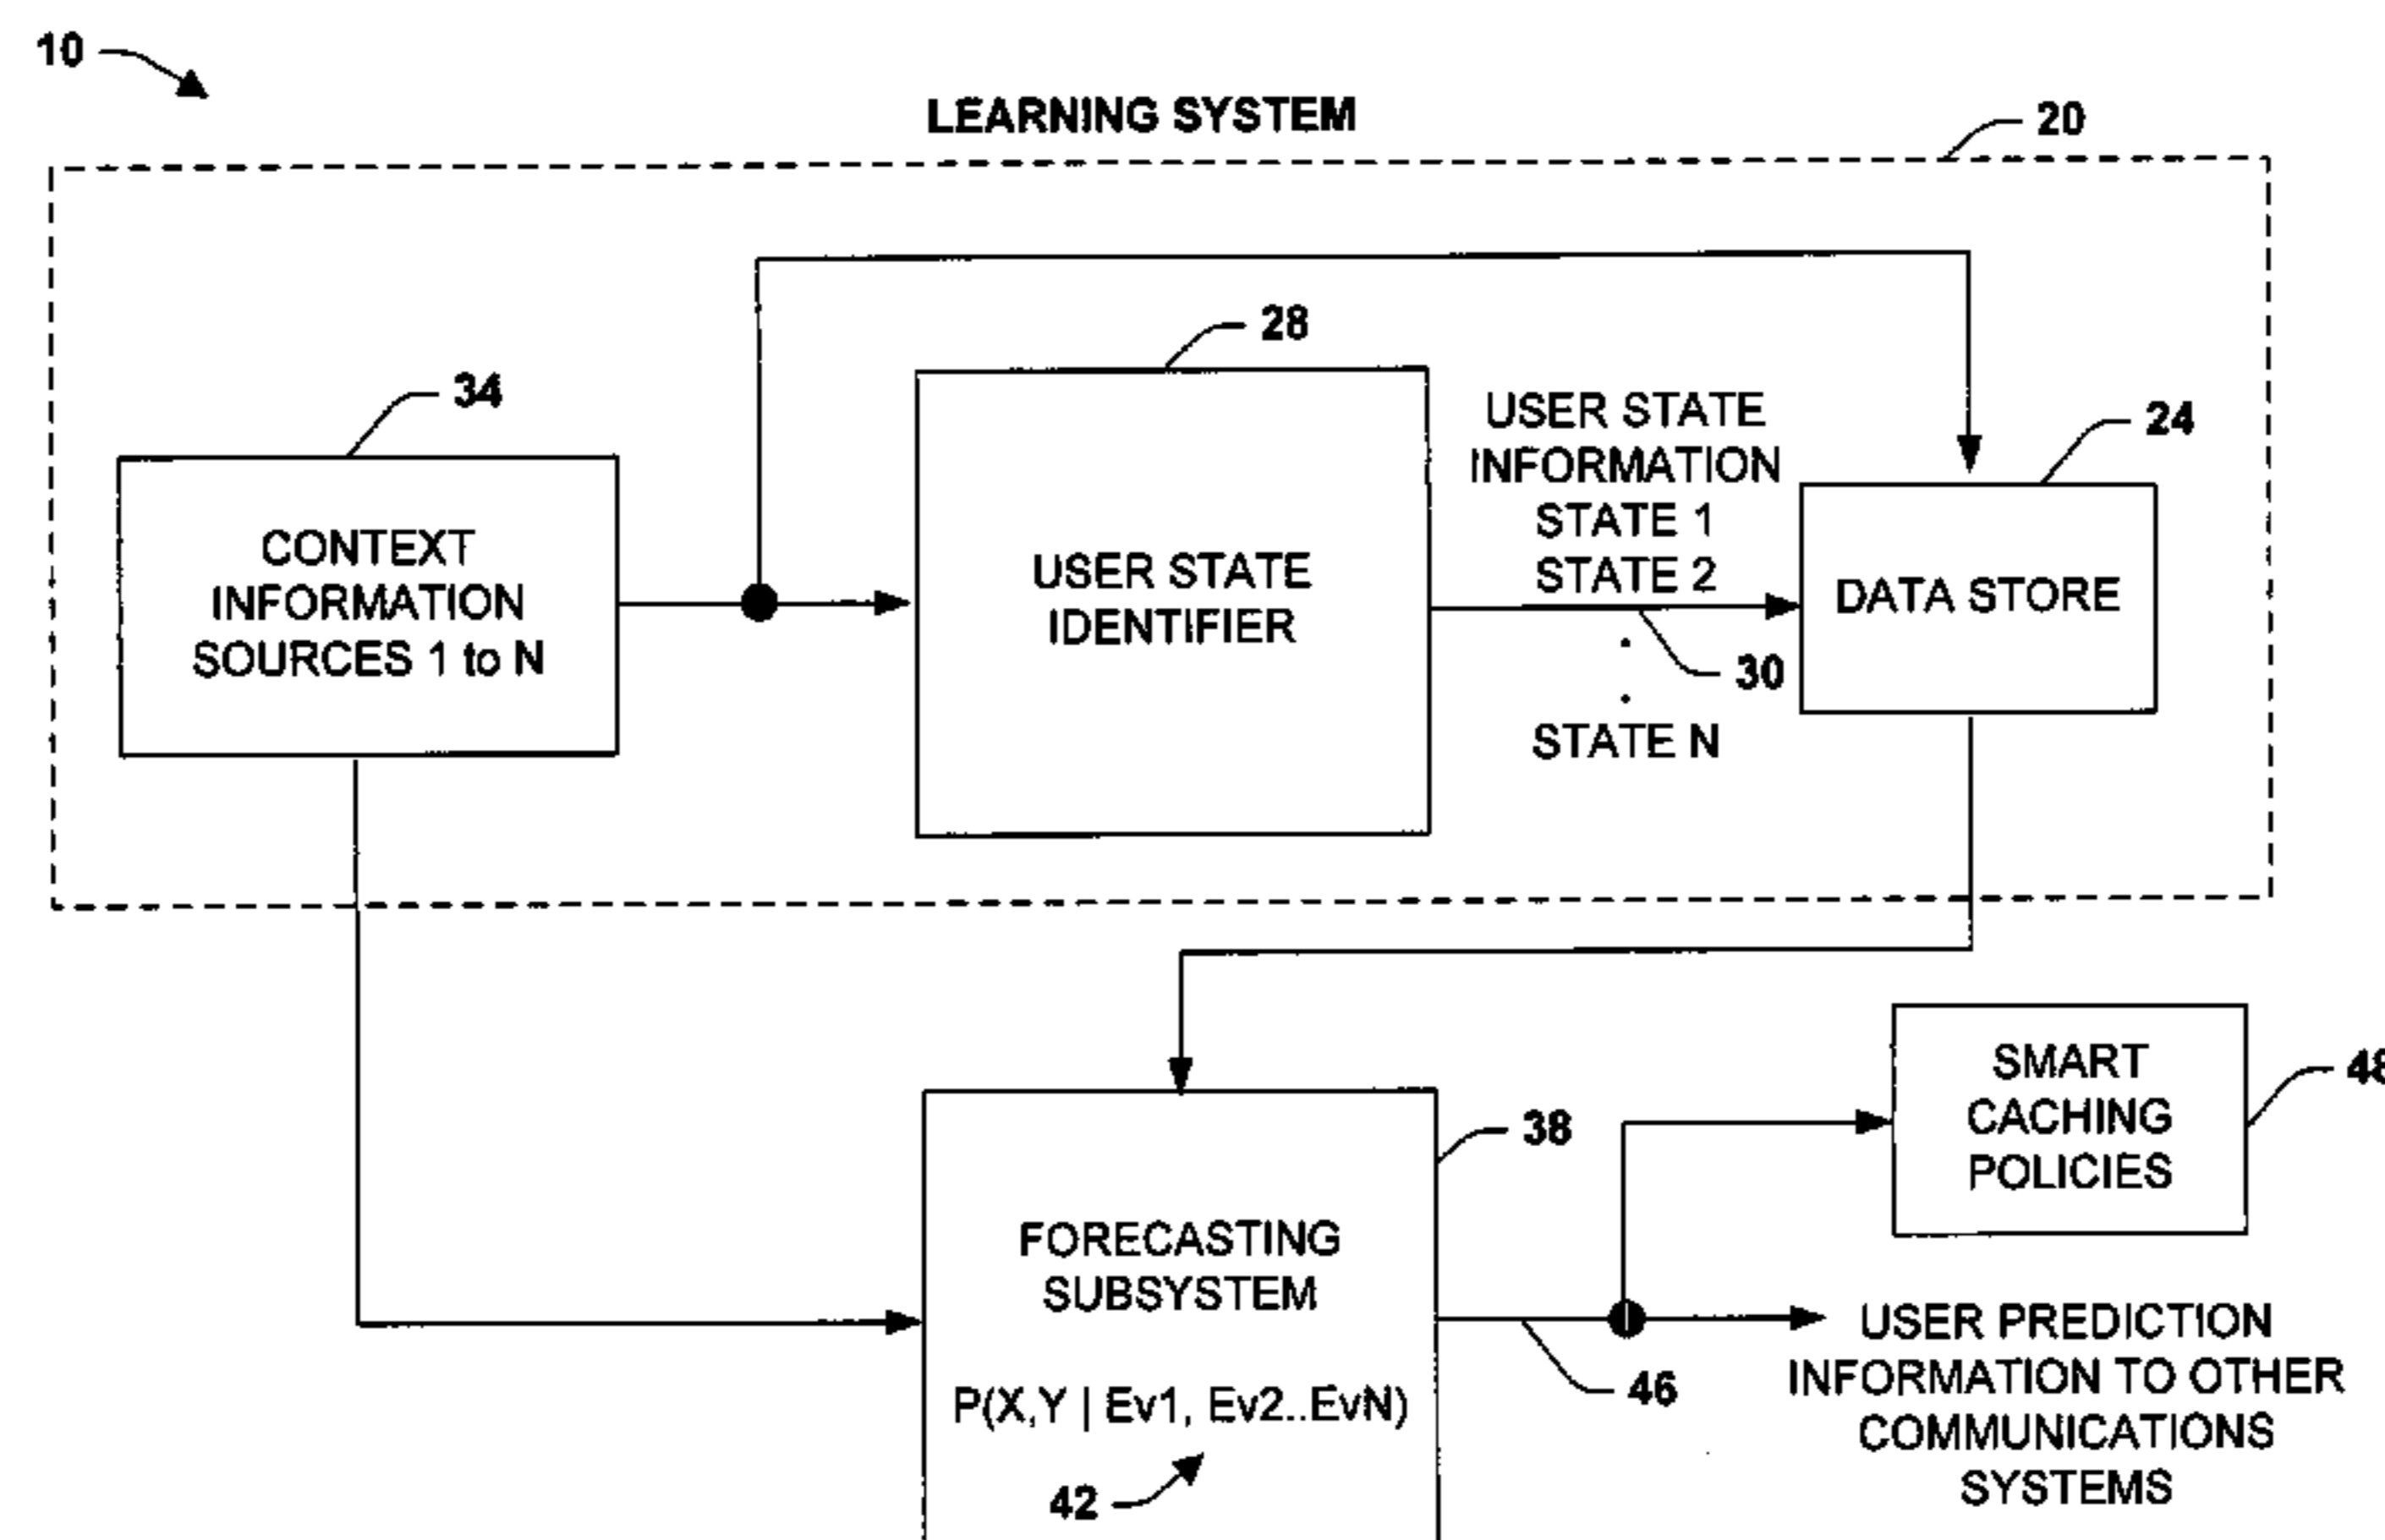 10
LEARNING SYSTEM
20
28
34
USER STATE
INFORMATION
STATE 1
STATE 2
.
.
STATE N
24
CONTEXT
INFORMATION
SOURCES 1 to N
USER STATE
IDENTIFIER
DATA STORE
30
SMART
CACHING
POLICIES
48
38
FORECASTING
SUBSYSTEM
P(X,Y | Ev1, Ev2..EvN)
42
46
USER PREDICTION
INFORMATION TO OTHER
COMMUNICATIONS
SYSTEMS